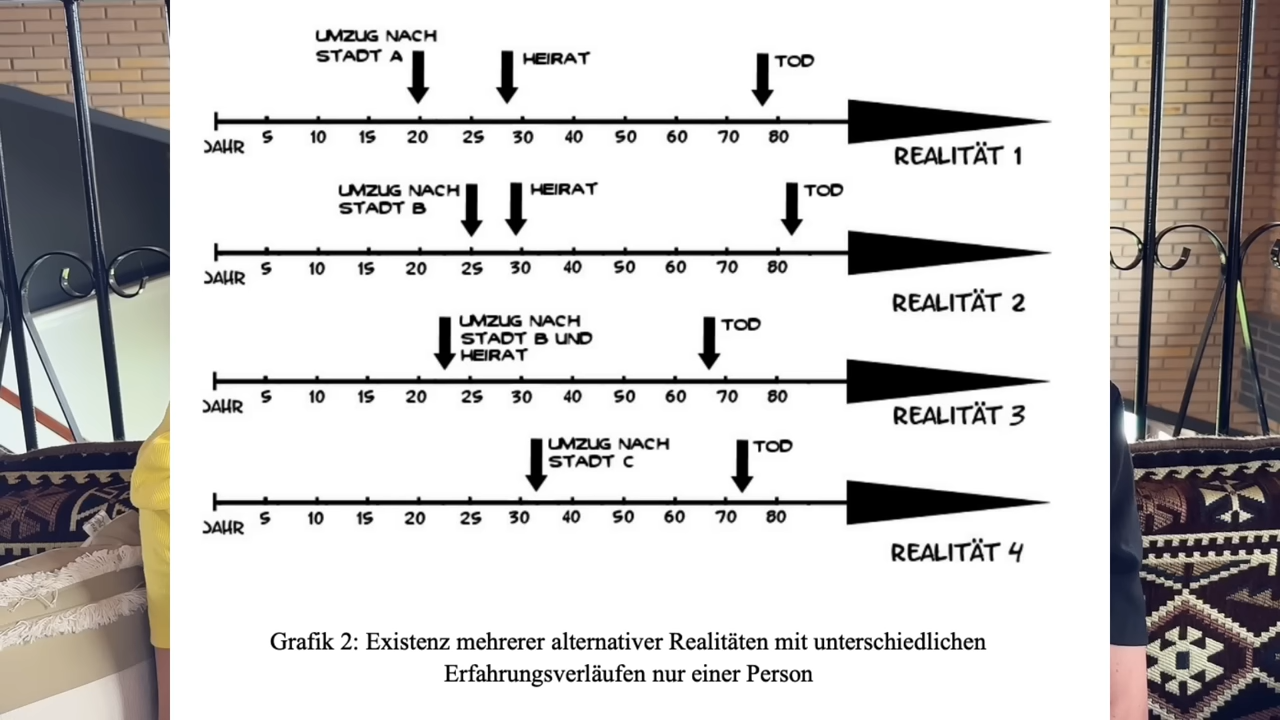 UMZUG NACH
STADT A
HEIRAT
TOD
JAHR 5 10 15 20 25 30 40 50 60 70 80
REALITÄT 1
UMZUG NACH
STADT B
HEIRAT
TOD
JAHR 5 10 15 20 25 30 40 50 60 70 80
REALITÄT 2
UMZUG NACH
STADT B UND
HEIRAT
TOD
JAHR 5 10 15 20 25 30 40 50 60 70 80
REALITÄT 3
UMZUG NACH
STADT C
TOD
JAHR 5 10 15 20 25 30 40 50 60 70 80
REALITÄT 4
Grafik 2: Existenz mehrerer alternativer Realitäten mit unterschiedlichen
Erfahrungsverläufen nur einer Person